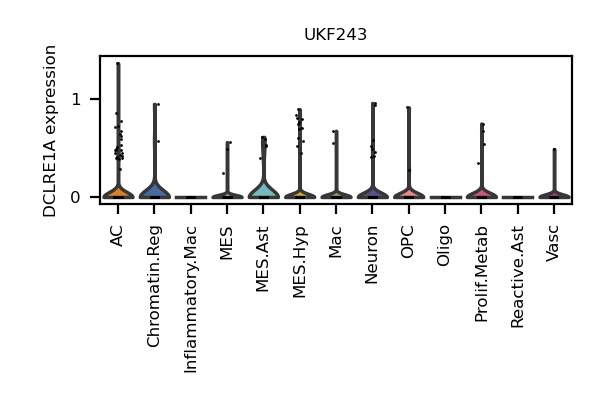 UKF243
DCLRE1A expression
1
0
AC
Chromatin.Reg
Inflammatory.Mac
MES
MES.Ast
MES.Hyp
Mac
Neuron
OPC
Oligo
Prolif.Metab
Reactive.Ast
Vasc